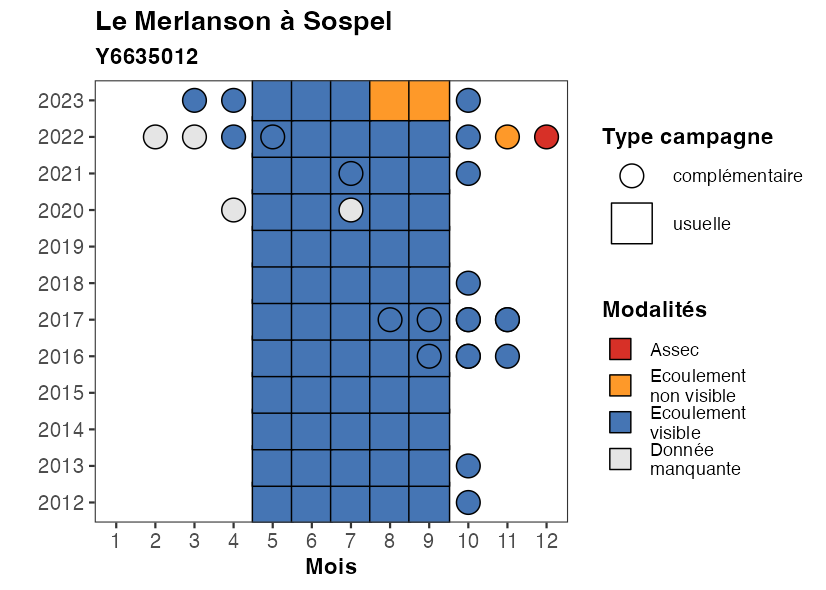 Le Merlanson à Sospel
Y6635012
2023
2022
2021
2020
2019
2018
2017
2016
2015
2014
2013
2012
1 2 3 4 5 6 7 8 9 10 11 12
Mois
Type campagne
complémentaire
usuelle
Modalités
Assec
Ecoulement
non visible
Ecoulement
visible
Donnée
manquante